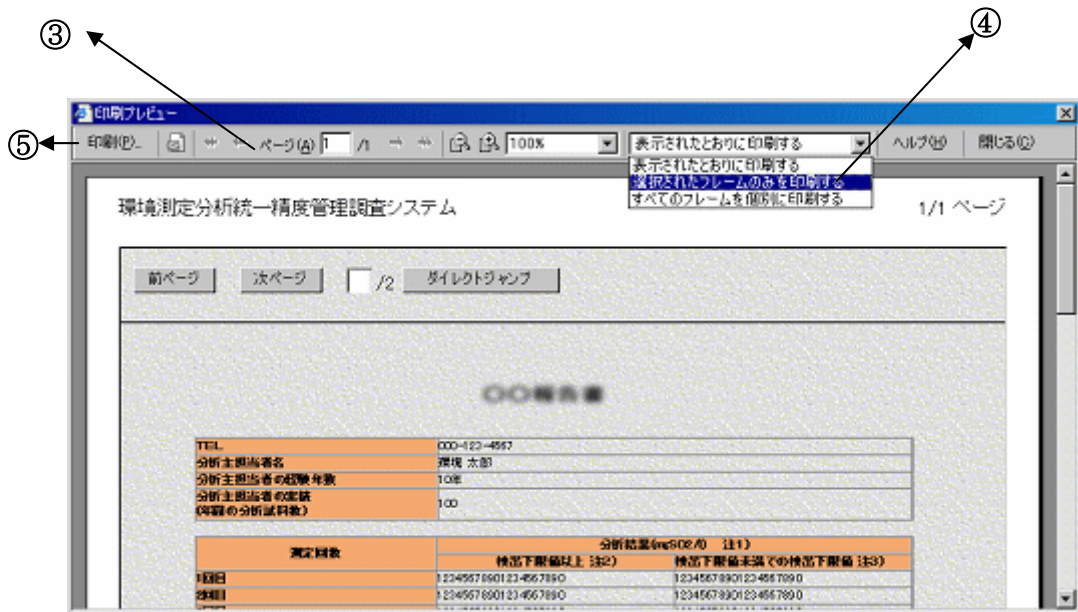 ③
④
⑤
印刷プレビュー
印刷(P)... ページ(A) 1 /1 100% 表示されたとおりに印刷する ヘルプ(H) 閉じる(C)
表示されたとおりに印刷する
選択されたフレームのみを印刷する
すべてのフレームを個別に印刷する
環境測定分析統一精度管理調査システム 1/1 ページ
前ページ 次ページ /2 ダイレクトジャンプ
〇〇報告書
TEL 000-123-4567
分析主担当者名 環境 太郎
分析主担当者の経験年数 10年
分析主担当者の実績
(年間の分析試料数) 100
測定回数 分析結果(mgSO2/l) 注1)
検出下限値以上 注2) 検出下限値未満での検出下限値 注3)
1回目 12345678901234567890 12345678901234567890
2回目 12345678901234567890 12345678901234567890